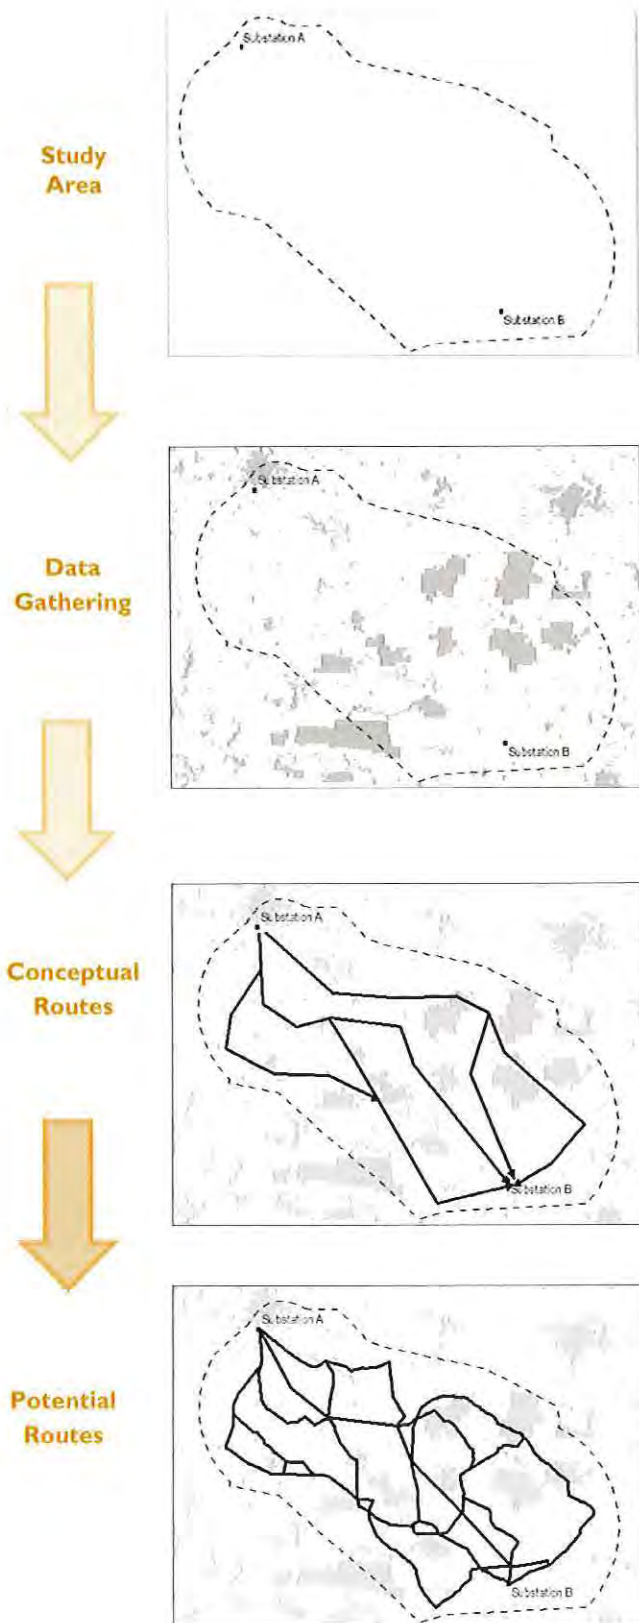 Substation A
Study
Area
Substation B
Substation A
Data
Gathering
Substation B
Substation A
Conceptual
Routes
Substation B
Substation A
Potential
Routes
Substation B